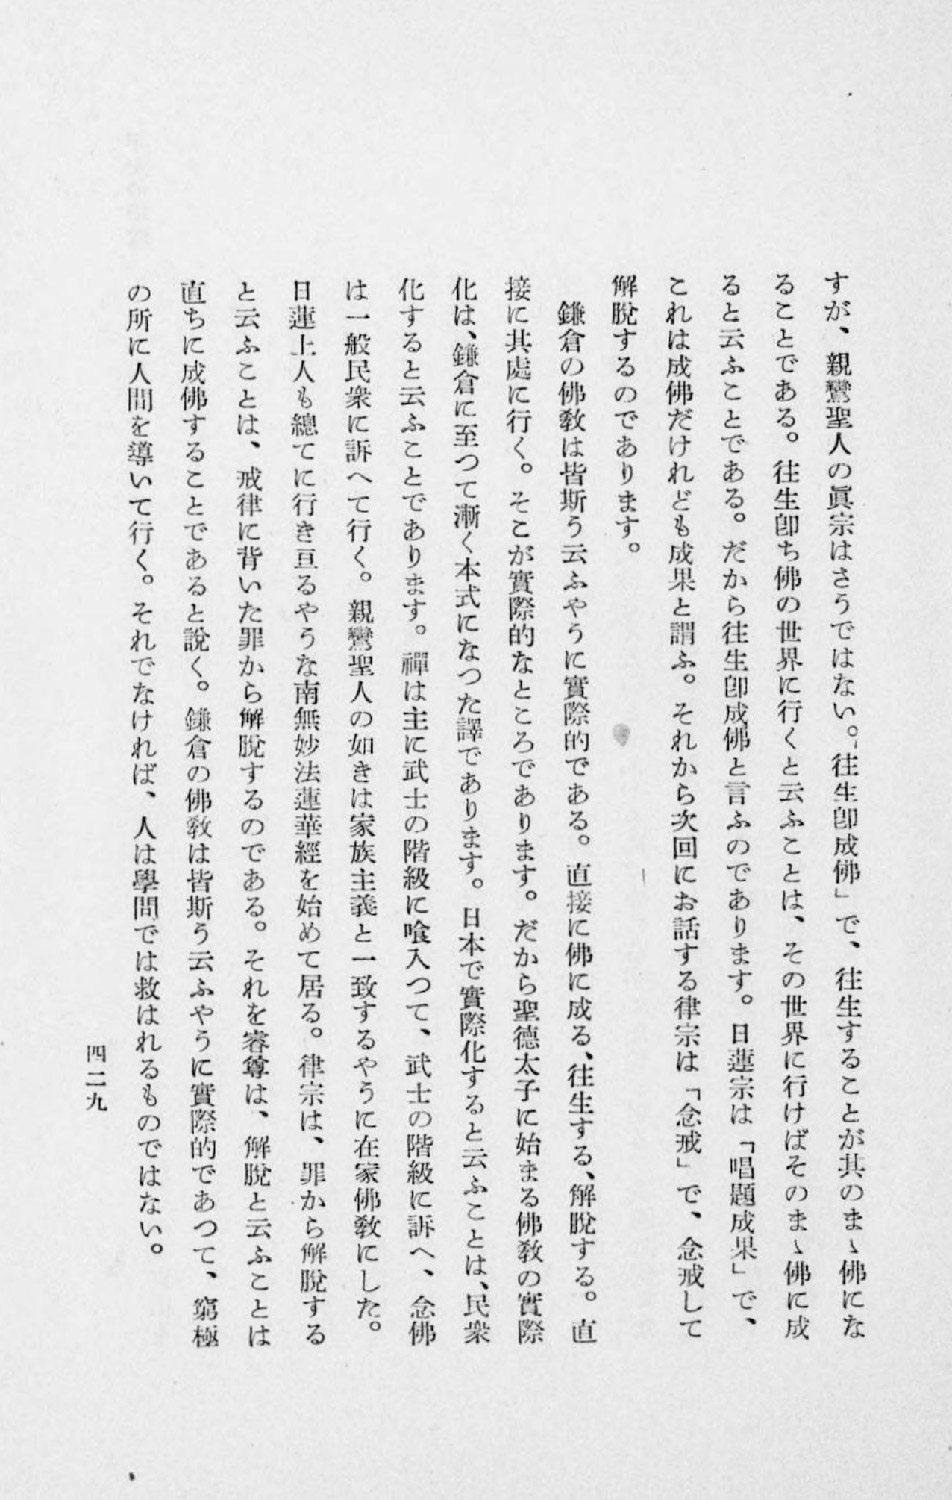 すが、親鸞聖人の眞宗はさうではない。「往生卽成佛」で、往生することが其のまゝ佛にな
ることである。往生卽ち佛の世界に行くと云ふことは、その世界に行けばそのまゝ佛に成
ると云ふことである。だから往生卽成佛と言ふのであります。日蓮宗は「唱題成果」で、
これは成佛だけれども成果と謂ふ。それから次回にお話する律宗は「念戒」で、念戒して
解脫するのであります。
鎌倉の佛敎は皆斯う云ふやうに實際的である。直接に佛に成る、往生する、解脫する。直
接に其處に行く。そこが實際的なところであります。だから聖德太子に始まる佛敎の實際
化は、鎌倉に至つて漸く本式になつた譯であります。日本で實際化すると云ふことは、民衆
化すると云ふことであります。禪は主に武士の階級に喰入つて、武士の階級に訴へ、念佛
は一般民衆に訴へて行く。親鸞聖人の如きは家族主義と一致するやうに在家佛敎にした。
日蓮上人も總てに行き亘るやうな南無妙法蓮華經を始めて居る。律宗は、罪から解脫する
と云ふことは、戒律に背いた罪から解脫するのである。それを睿尊は、解脫と云ふことは
直ちに成佛することであると說く。鎌倉の佛敎は皆斯う云ふやうに實際的であつて、窮極
の所に人間を導いて行く。それでなければ、人は學問では救はれるものではない。
四二九